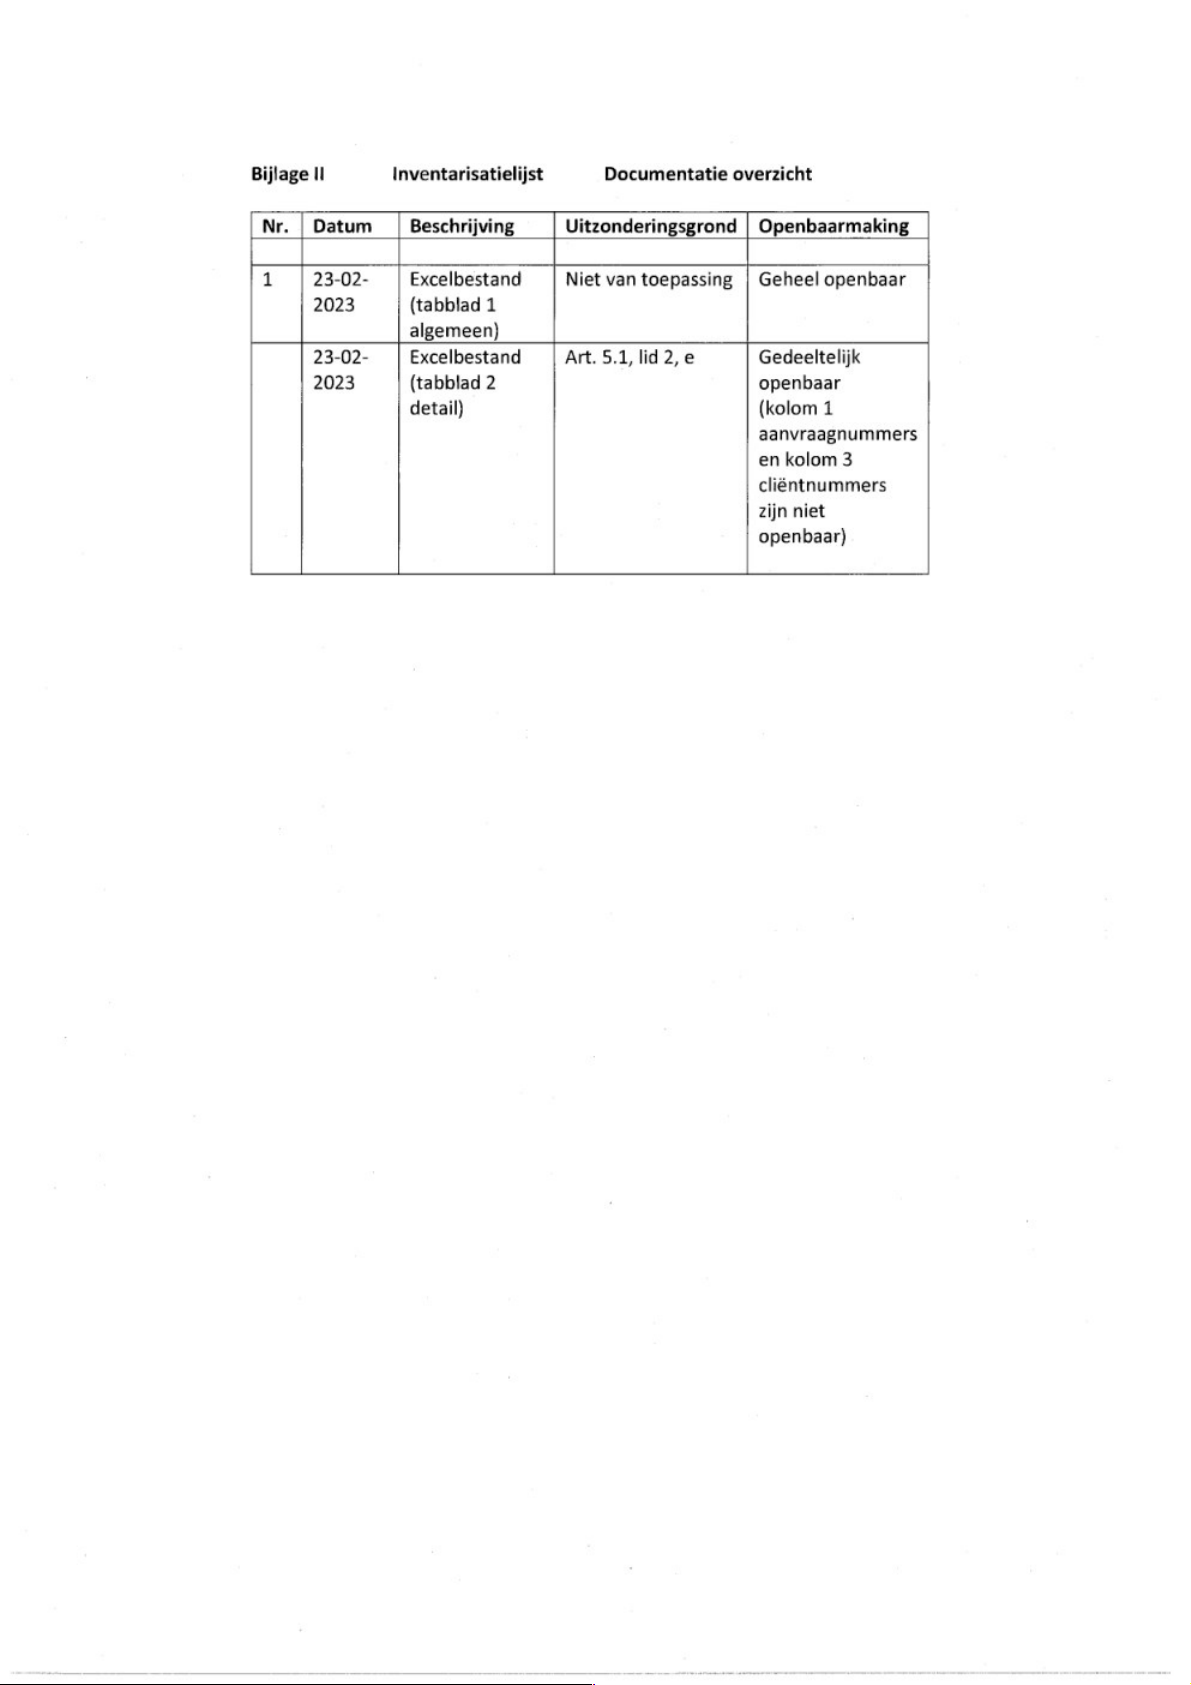 Bijlage II Inventarisatielijst Documentatie overzicht
Nr. Datum Beschrijving Uitzonderingsgrond Openbaarmaking
1 23-02- Excelbestand Niet van toepassing Geheel openbaar
2023 (tabblad 1
algemeen)
23-02- Excelbestand Art. 5.1, lid 2, e Gedeeltelijk
2023 (tabblad 2 openbaar
detail) (kolom 1
aanvraagnummers
en kolom 3
cliëntnummers
zijn niet
openbaar)